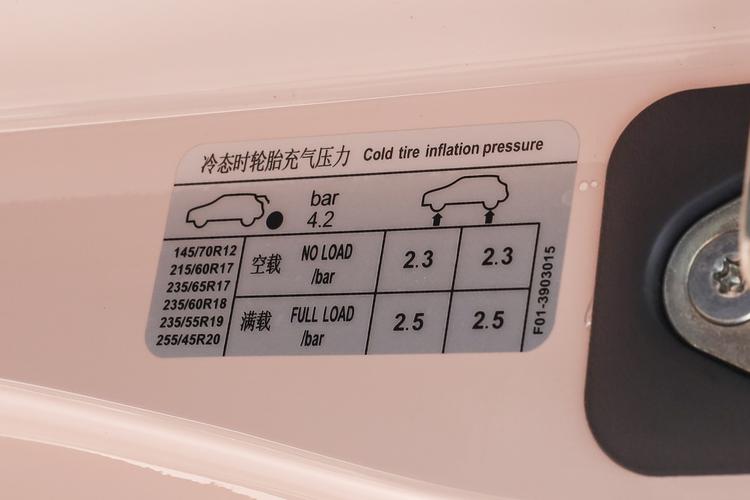 冷态时轮胎充气压力 Cold tire inflation pressure
bar
4.2
145/70R12
215/60R17
235/65R17
235/60R18
235/55R19
255/45R20
空载 NO LOAD /bar 2.3 2.3
满载 FULL LOAD /bar 2.5 2.5
F01-3903015